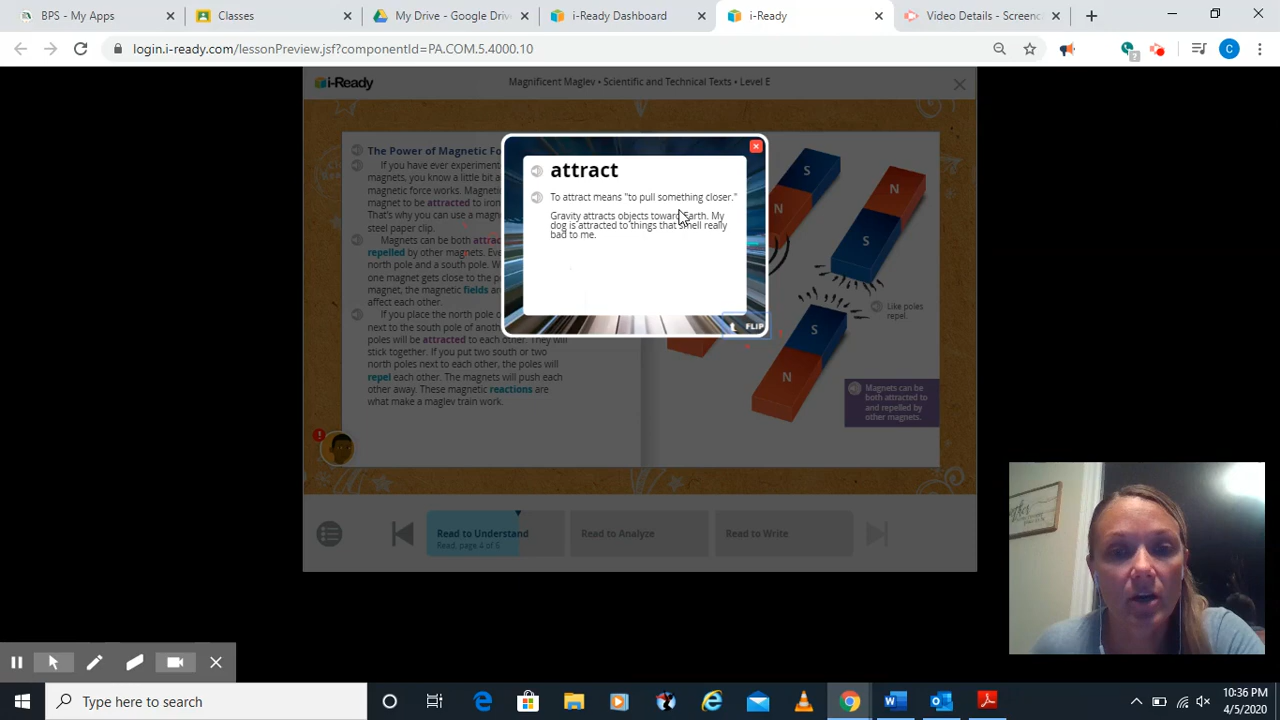 BPS - My Apps
Classes
My Drive - Google Driv
i-Ready Dashboard
i-Ready
Video Details - Screenc
C
login.i-ready.com/lessonPreview.jsf?componentId=PA.COM.5.4000.10
i-Ready
Magnificent Maglev • Scientific and Technical Texts • Level E
The Power of Magnetic Fo
If you have ever experiment
magnets, you know a little bit a
magnetic force works. Magneti
magnet to be attracted to iron
That's why you can use a magn
steel paper clip.
Magnets can be both attra
repelled by other magnets. Eve
north pole and a south pole. W
one magnet gets close to the p
magnet, the magnetic fields ar
affect each other.
If you place the north pole o
next to the south pole of anoth
poles will be attracted to each other. They will
stick together. If you put two south or two
north poles next to each other, the poles will
repel each other. The magnets will push each
other away. These magnetic reactions are
what make a maglev train work.
attract
To attract means "to pull something closer."
Gravity attracts objects toward Earth. My
dog is attracted to things that smell really
bad to me.
FLIP
S
N
N
S
Like poles
repel.
S
N
Magnets can be
both attracted to
and repelled by
other magnets.
Read to Understand
Read, page 4 of 6
Read to Analyze
Read to Write
Type here to search
10:36 PM
4/5/2020